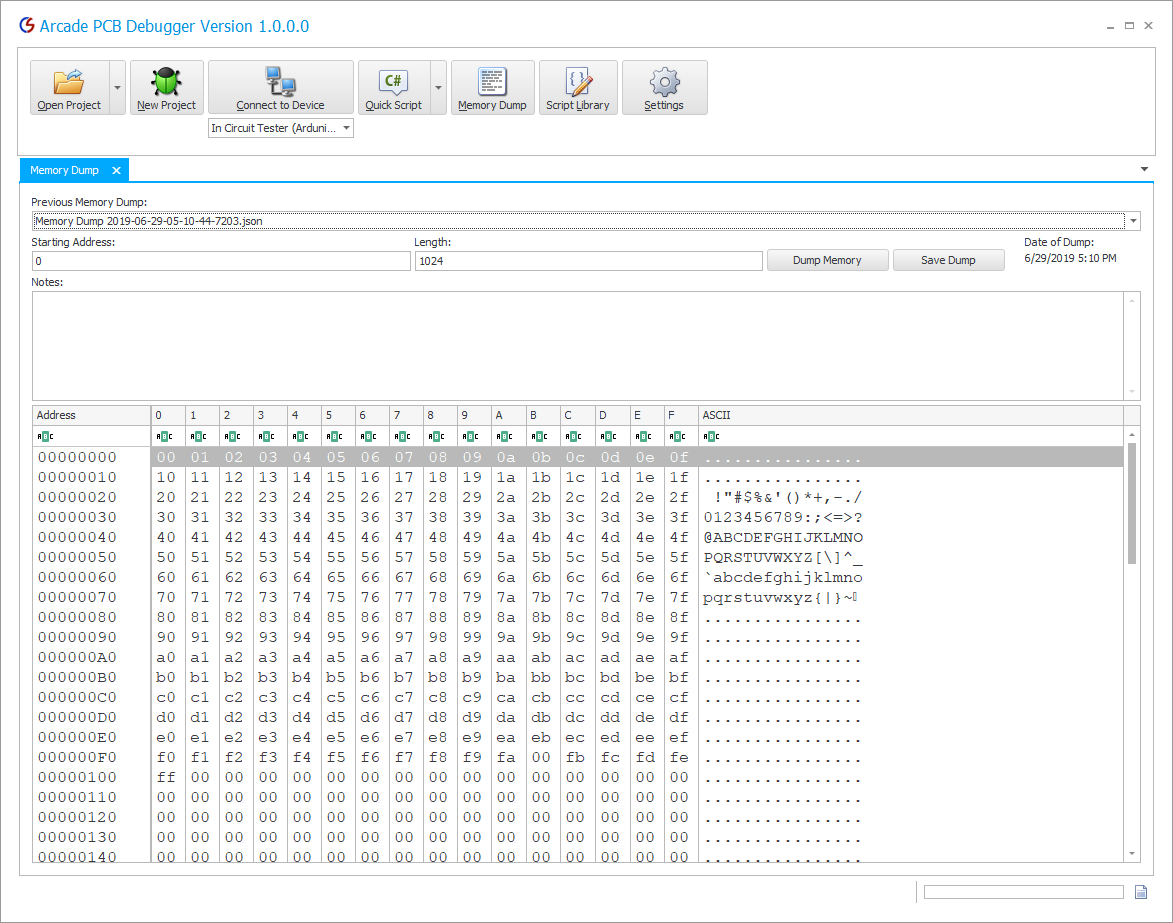 Arcade PCB Debugger Version 1.0.0.0
Open Project New Project Connect to Device Quick Script Memory Dump Script Library Settings
C#
In Circuit Tester (Arduni...
Memory Dump
Previous Memory Dump:
Memory Dump 2019-06-29-05-10-44-7203.json
Starting Address: Length: Date of Dump:
0 1024 Dump Memory Save Dump 6/29/2019 5:10 PM
Notes:
Address 0 1 2 3 4 5 6 7 8 9 A B C D E F ASCII
00000000 00 01 02 03 04 05 06 07 08 09 0a 0b 0c 0d 0e 0f ................
00000010 10 11 12 13 14 15 16 17 18 19 1a 1b 1c 1d 1e 1f ................
00000020 20 21 22 23 24 25 26 27 28 29 2a 2b 2c 2d 2e 2f  !"#$%&'()*+,-./
00000030 30 31 32 33 34 35 36 37 38 39 3a 3b 3c 3d 3e 3f 0123456789:;<=>?
00000040 40 41 42 43 44 45 46 47 48 49 4a 4b 4c 4d 4e 4f @ABCDEFGHIJKLMNO
00000050 50 51 52 53 54 55 56 57 58 59 5a 5b 5c 5d 5e 5f PQRSTUVWXYZ[\]^_
00000060 60 61 62 63 64 65 66 67 68 69 6a 6b 6c 6d 6e 6f `abcdefghijklmno
00000070 70 71 72 73 74 75 76 77 78 79 7a 7b 7c 7d 7e 7f pqrstuvwxyz{|}~
00000080 80 81 82 83 84 85 86 87 88 89 8a 8b 8c 8d 8e 8f ................
00000090 90 91 92 93 94 95 96 97 98 99 9a 9b 9c 9d 9e 9f ................
000000A0 a0 a1 a2 a3 a4 a5 a6 a7 a8 a9 aa ab ac ad ae af ................
000000B0 b0 b1 b2 b3 b4 b5 b6 b7 b8 b9 ba bb bc bd be bf ................
000000C0 c0 c1 c2 c3 c4 c5 c6 c7 c8 c9 ca cb cc cd ce cf ................
000000D0 d0 d1 d2 d3 d4 d5 d6 d7 d8 d9 da db dc dd de df ................
000000E0 e0 e1 e2 e3 e4 e5 e6 e7 e8 e9 ea eb ec ed ee ef ................
000000F0 f0 f1 f2 f3 f4 f5 f6 f7 f8 f9 fa 00 fb fc fd fe ................
00000100 ff 00 00 00 00 00 00 00 00 00 00 00 00 00 00 00 ................
00000110 00 00 00 00 00 00 00 00 00 00 00 00 00 00 00 00 ................
00000120 00 00 00 00 00 00 00 00 00 00 00 00 00 00 00 00 ................
00000130 00 00 00 00 00 00 00 00 00 00 00 00 00 00 00 00 ................
00000140 00 00 00 00 00 00 00 00 00 00 00 00 00 00 00 00 ................